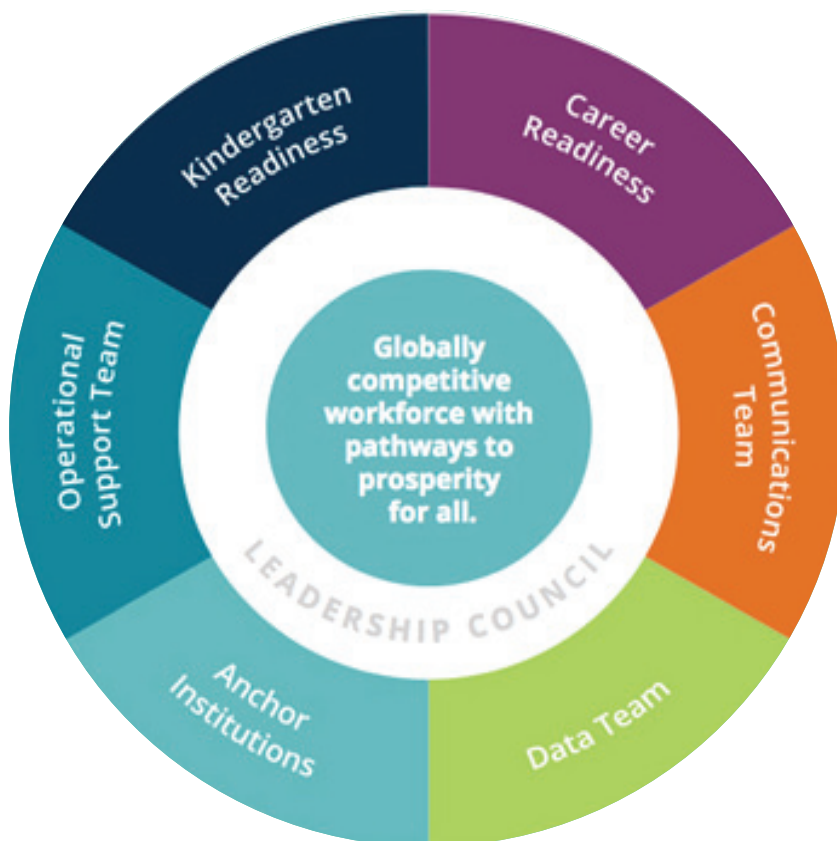 Kindergarten
Readiness
Career
Readiness
Communications
Team
Data Team
Anchor
Institutions
Operational
Support Team
Globally
competitive
workforce with
pathways to
prosperity
for all.
LEADERSHIP COUNCIL